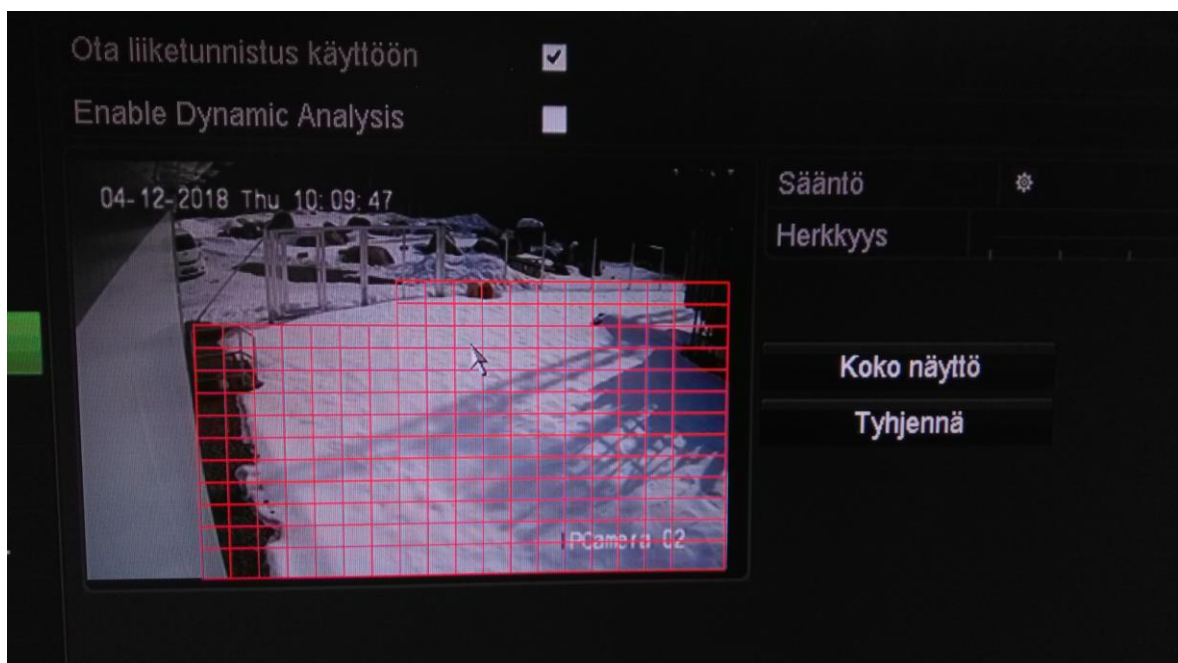 Ota liiketunnistus käyttöön
Enable Dynamic Analysis
04-12-2018 Thu 10:09:47
Sääntö
Herkkyys
Koko näyttö
Tyhjennä
IPCamera 02